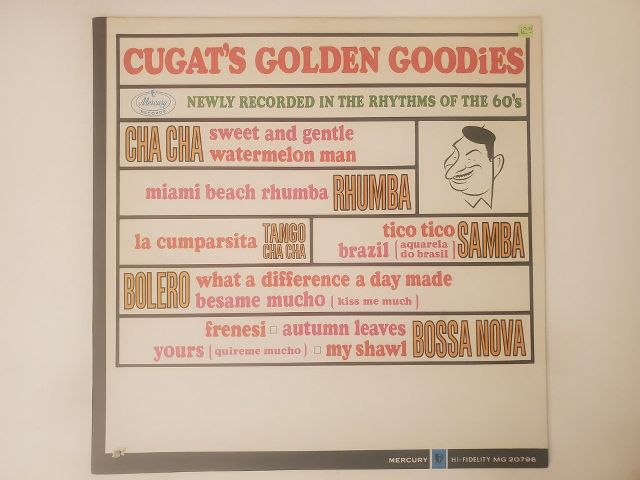 CUGAT'S GOLDEN GOODiES
Mercury
RECORDS
NEWLY RECORDED IN THE RHYTHMS OF THE 60's
CHA CHA
sweet and gentle
watermelon man
miami beach rhumba RHUMBA
la cumparsita
TANGO
CHA CHA
tico tico
brazil (aquarela do brasil)
SAMBA
BOLERO
what a difference a day made
besame mucho (kiss me much)
frenesi □ autumn leaves
yours (quireme mucho) □ my shawl
BOSSA NOVA
MERCURY HI-FIDELITY MG 20798